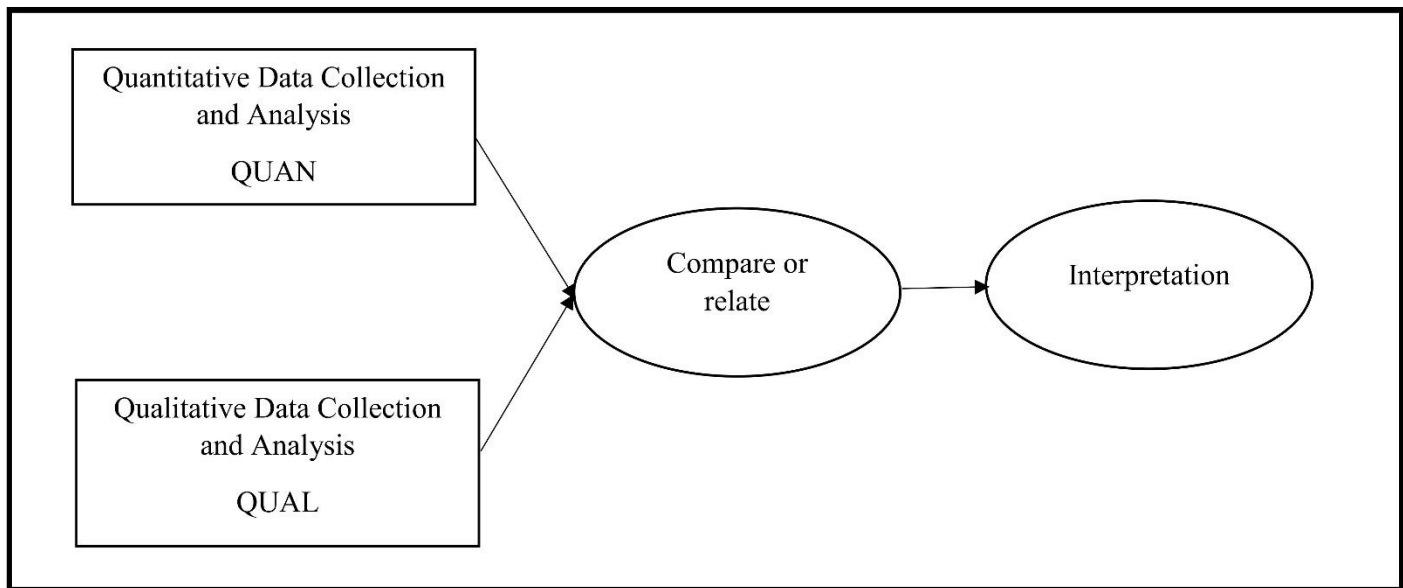 Quantitative Data Collection
and Analysis
QUAN
Qualitative Data Collection
and Analysis
QUAL
Compare or
relate
Interpretation